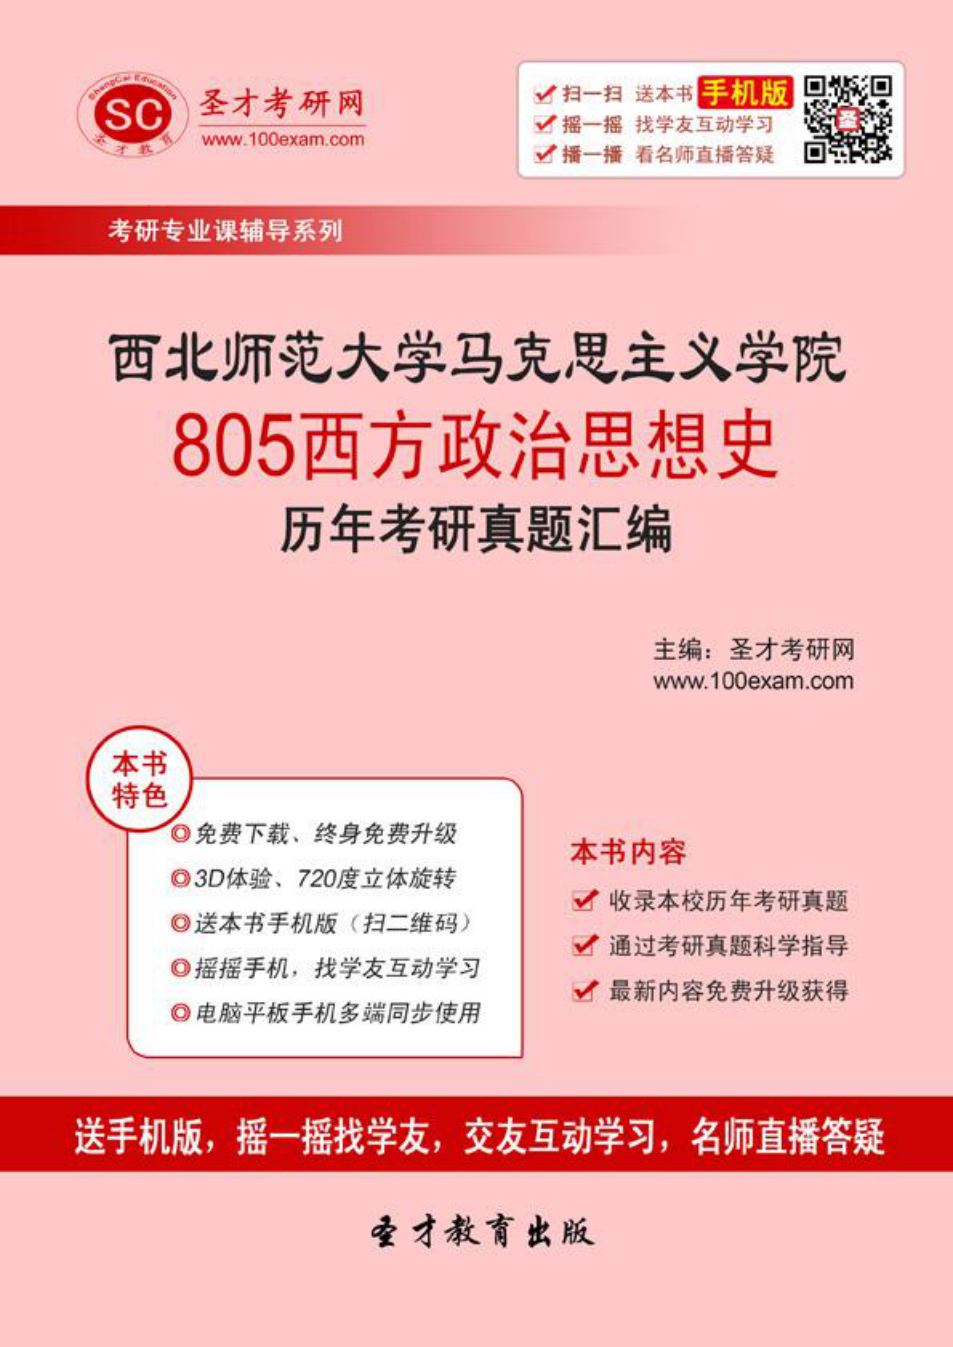 ShengCai Education
SC
圣才教育
圣才考研网
www.100exam.com
扫一扫 送本书手机版
摇一摇 找学友互动学习
播一播 看名师直播答疑
圣
考研专业课辅导系列
西北师范大学马克思主义学院
805西方政治思想史
历年考研真题汇编
主编：圣才考研网
www.100exam.com
本书
特色
免费下载、终身免费升级
3D体验、720度立体旋转
送本书手机版（扫二维码）
摇摇手机，找学友互动学习
电脑平板手机多端同步使用
本书内容
收录本校历年考研真题
通过考研真题科学指导
最新内容免费升级获得
送手机版，摇一摇找学友，交友互动学习，名师直播答疑
圣才教育出版